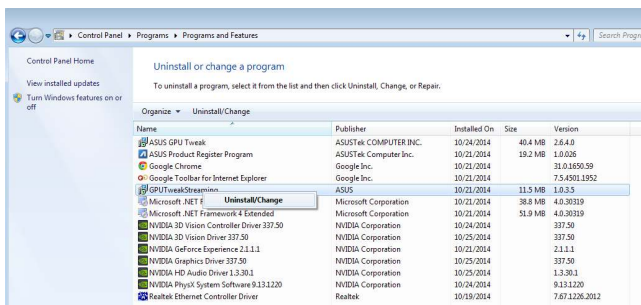 Control Panel ▸ Programs ▸ Programs and Features
Search Progr
Control Panel Home
View installed updates
Turn Windows features on or off
Uninstall or change a program
To uninstall a program, select it from the list and then click Uninstall, Change, or Repair.
Organize Uninstall/Change
Name Publisher Installed On Size Version
ASUS GPU Tweak ASUSTek COMPUTER INC. 10/24/2014 40.4 MB 2.6.4.0
ASUS Product Register Program ASUSTek Computer Inc. 10/21/2014 19.2 MB 1.0.026
Google Chrome Google Inc. 10/21/2014 31.0.1650.59
Google Toolbar for Internet Explorer Google Inc. 10/21/2014 7.5.4501.1952
GPUTweakStreaming ASUS 10/21/2014 11.5 MB 1.0.3.5
Uninstall/Change
Microsoft .NET F Microsoft Corporation 10/21/2014 38.8 MB 4.0.30319
Microsoft .NET Framework 4 Extended Microsoft Corporation 10/21/2014 51.9 MB 4.0.30319
NVIDIA 3D Vision Controller Driver 337.50 NVIDIA Corporation 10/24/2014 337.50
NVIDIA 3D Vision Driver 337.50 NVIDIA Corporation 10/25/2014 337.50
NVIDIA GeForce Experience 2.1.1.1 NVIDIA Corporation 10/21/2014 2.1.1.1
NVIDIA Graphics Driver 337.50 NVIDIA Corporation 10/25/2014 337.50
NVIDIA HD Audio Driver 1.3.30.1 NVIDIA Corporation 10/25/2014 1.3.30.1
NVIDIA PhysX System Software 9.13.1220 NVIDIA Corporation 10/24/2014 9.13.1220
Realtek Ethernet Controller Driver Realtek 10/19/2014 7.67.1226.2012